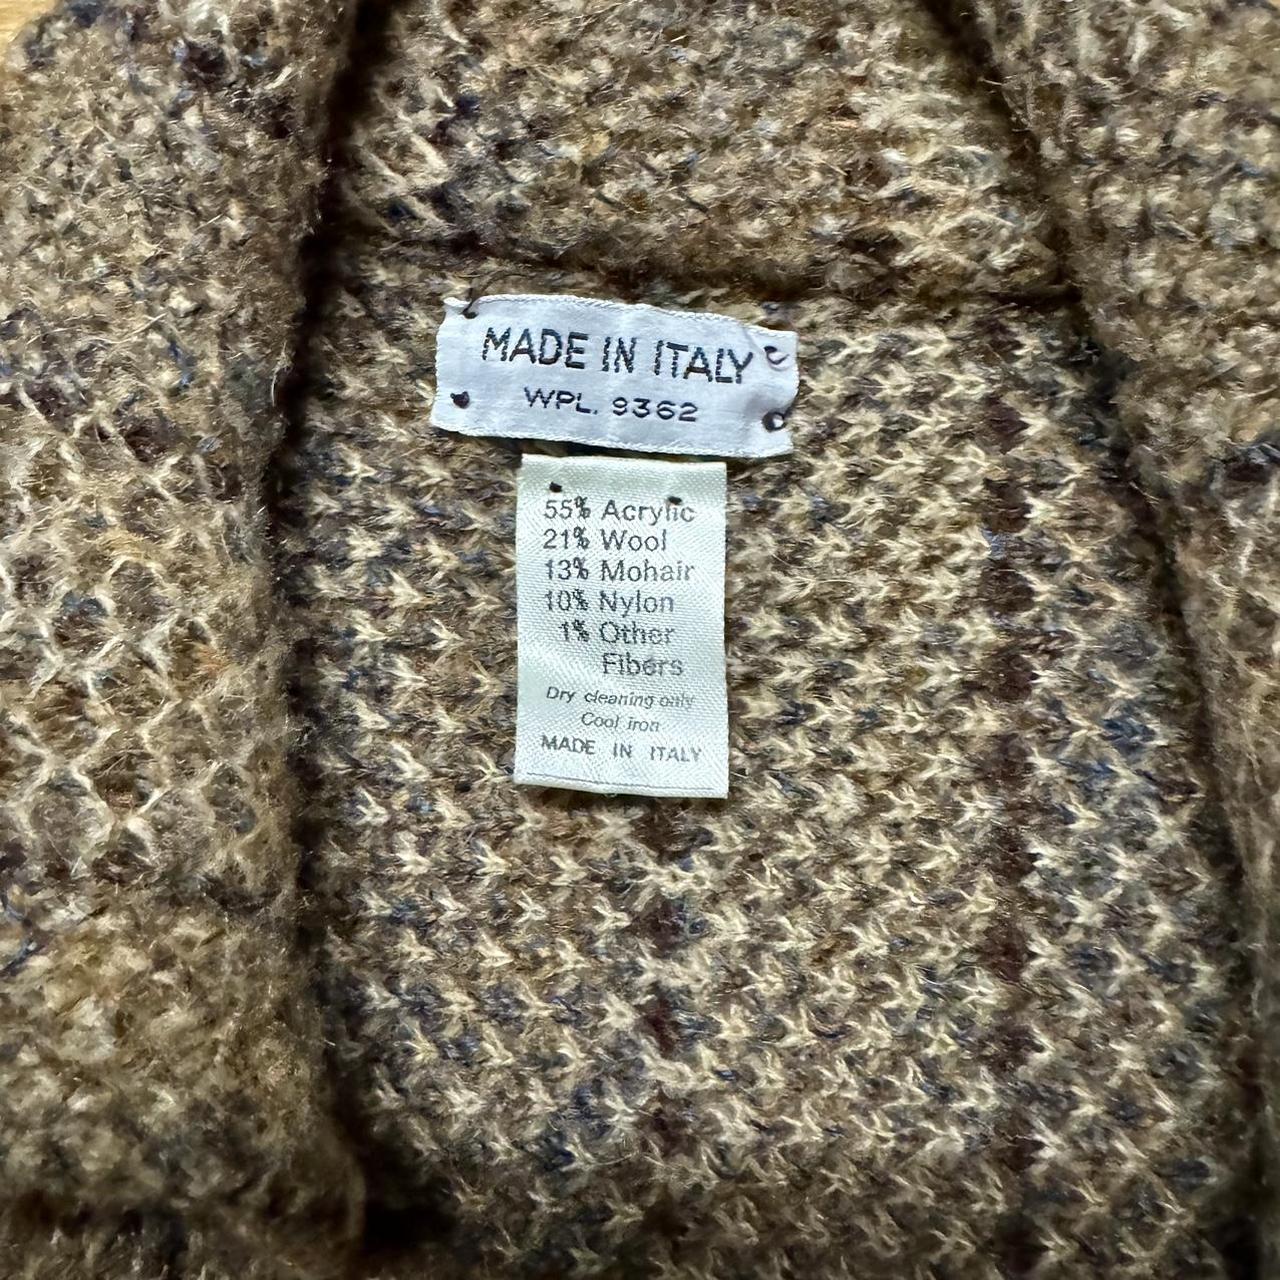 MADE IN ITALY
WPL. 9362
55% Acrylic
21% Wool
13% Mohair
10% Nylon
1% Other
Fibers
Dry cleaning only
Cool iron
MADE IN ITALY